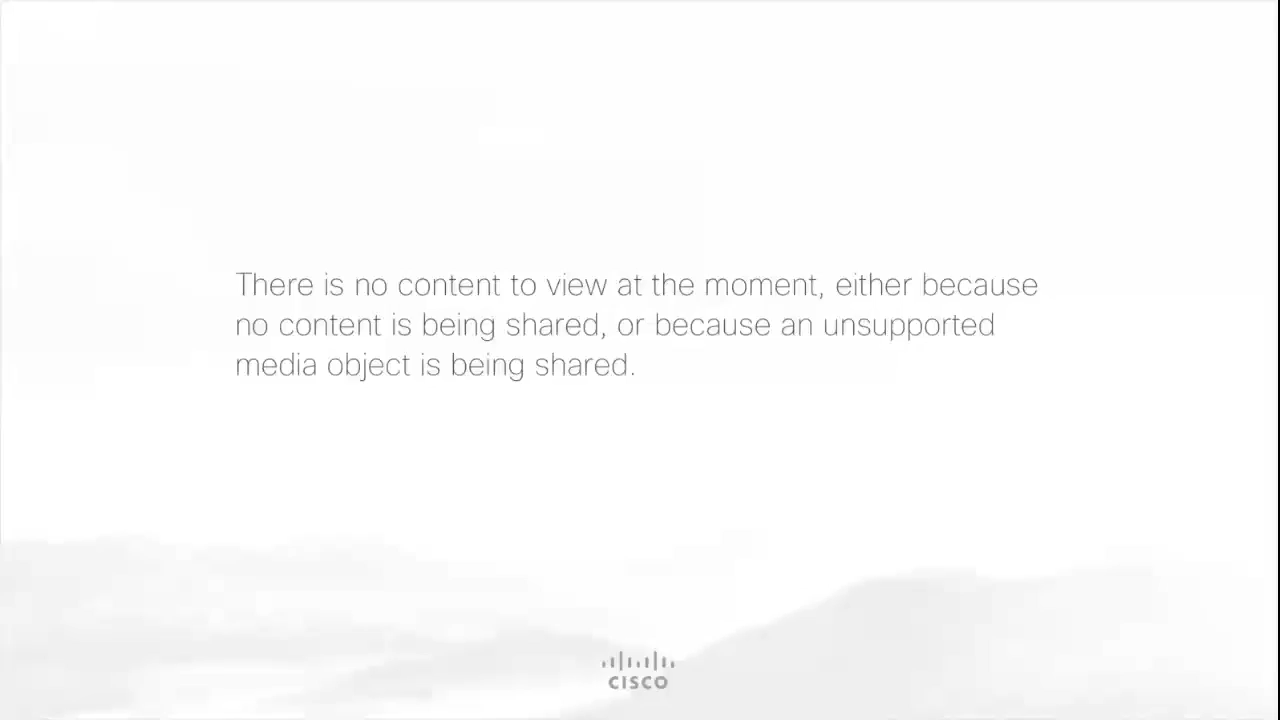 There is no content to view at the moment, either because
no content is being shared, or because an unsupported
media object is being shared.
CISCO